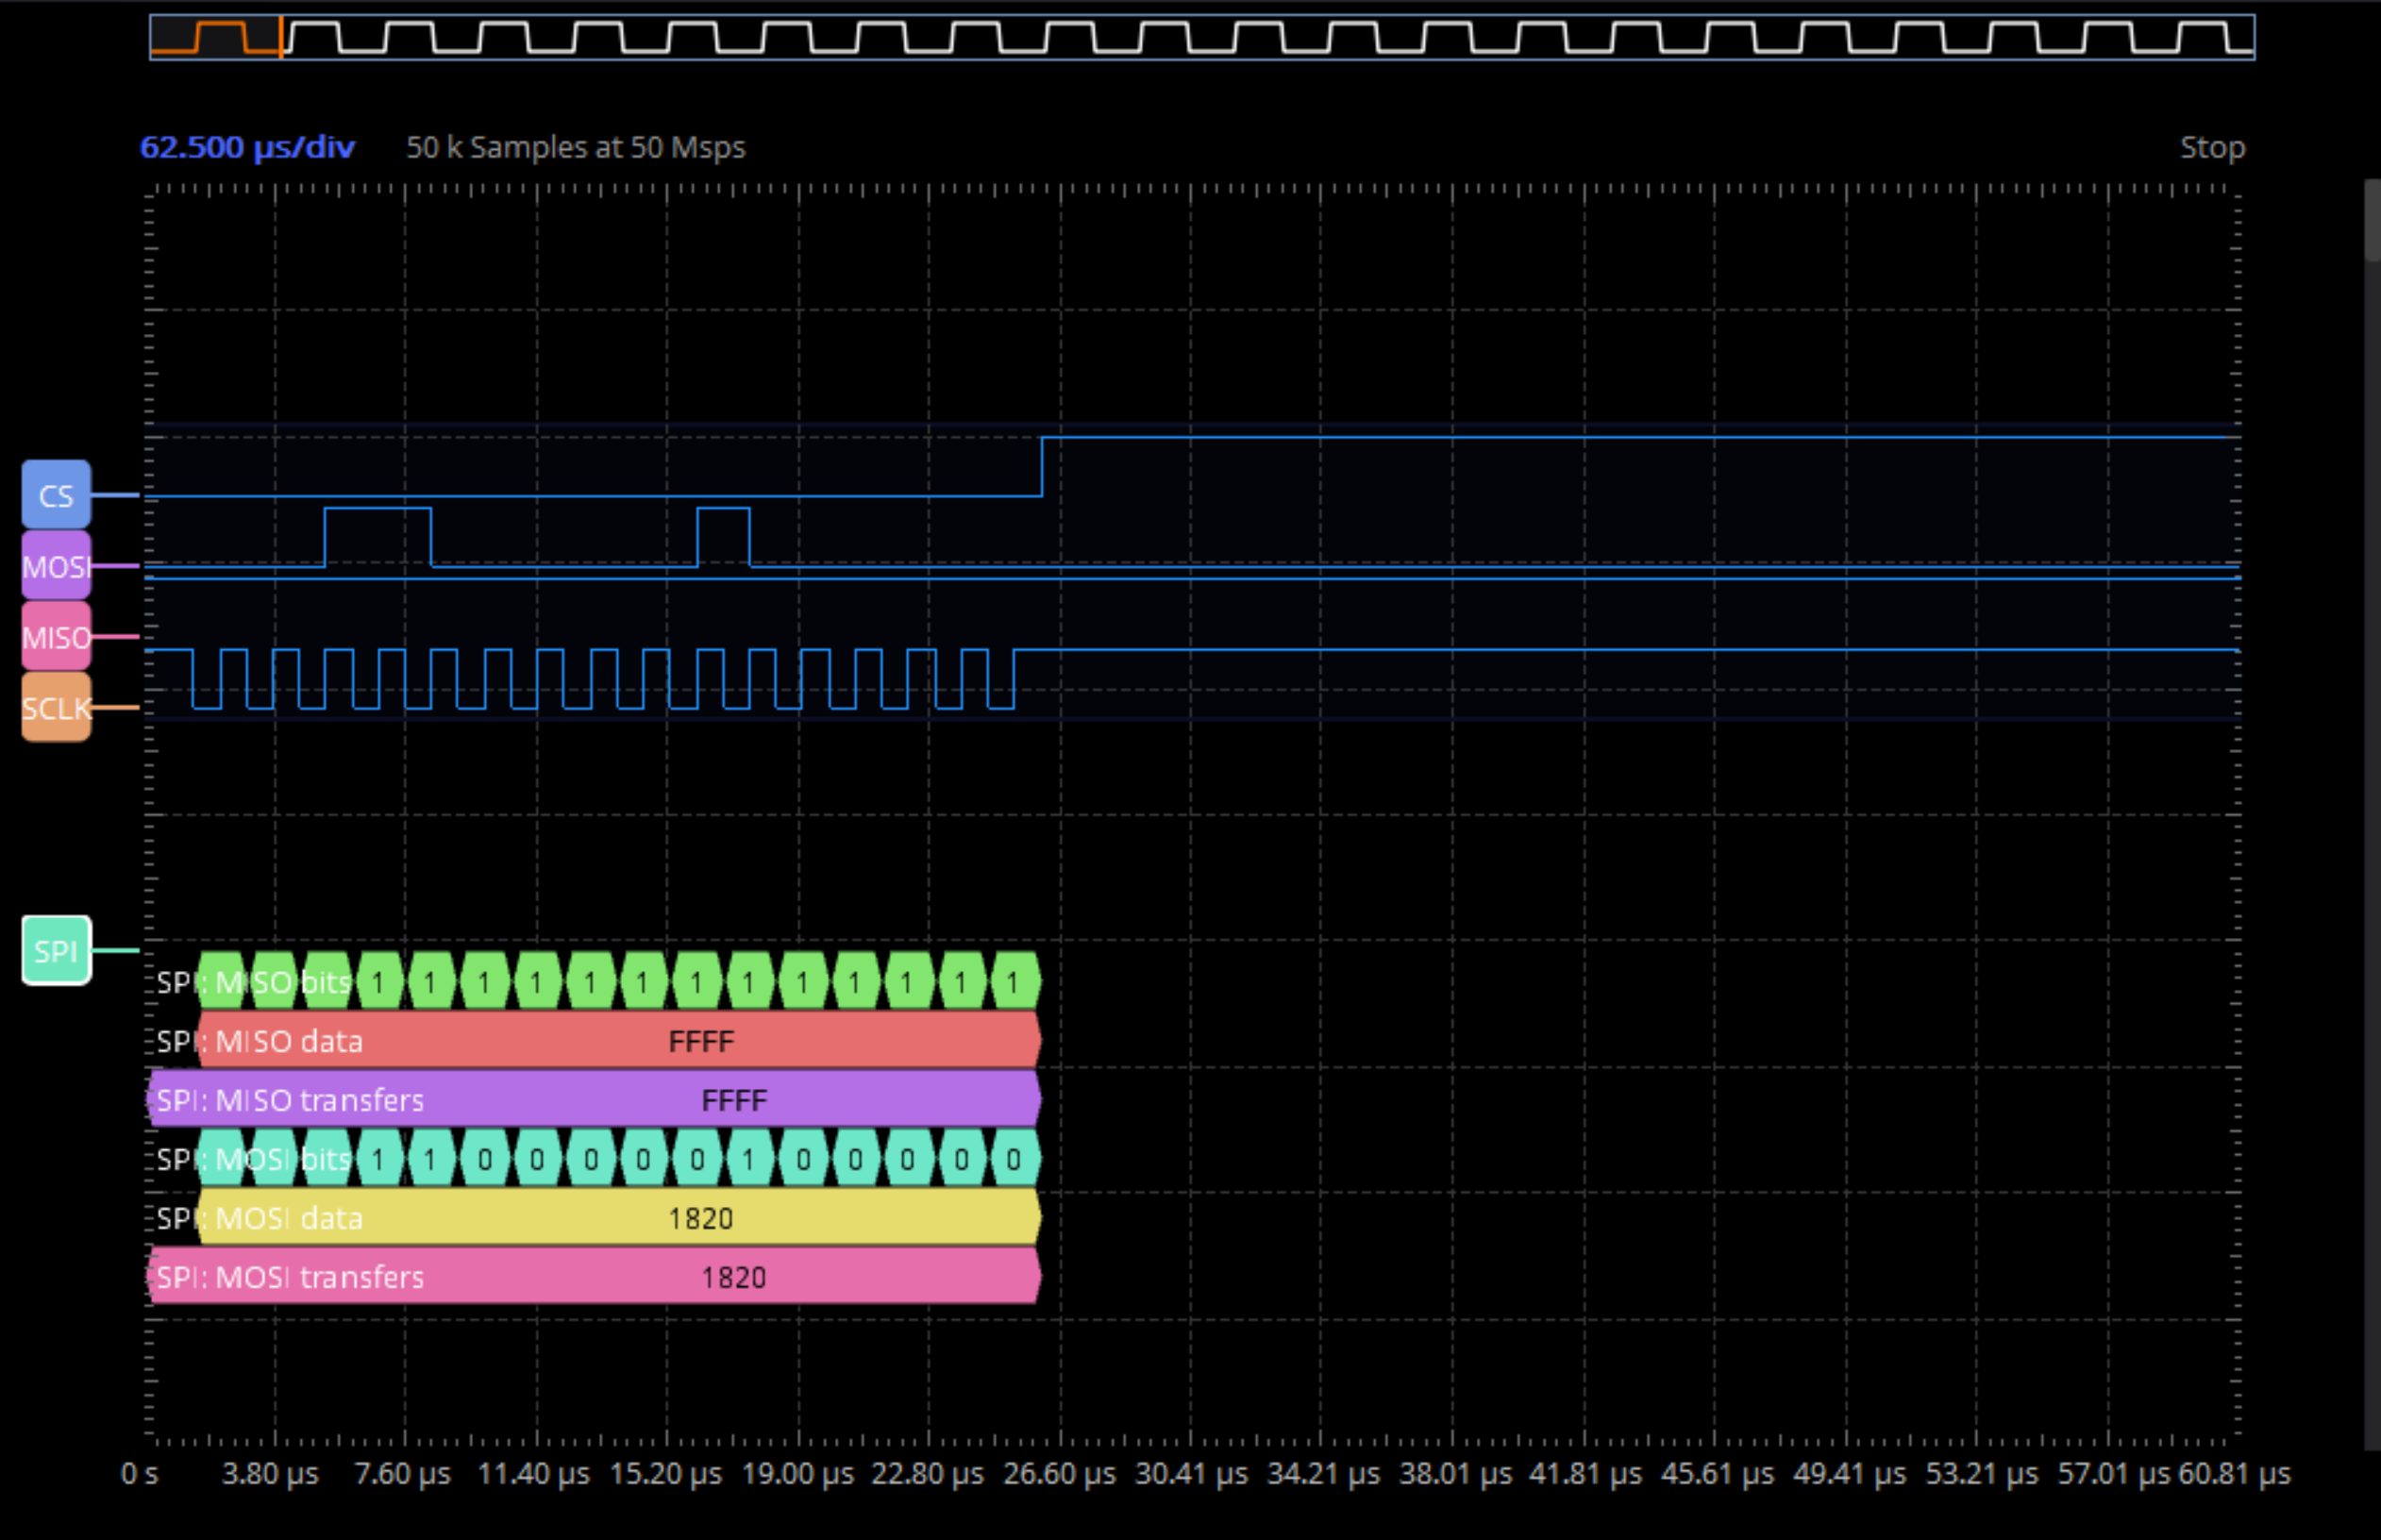 62.500 µs/div 50 k Samples at 50 Msps Stop
CS
MOSI
MISO
SCLK
SPI
SPI: MISO bits 1 1 1 1 1 1 1 1 1 1 1 1 1
SPI: MISO data FFFF
SPI: MISO transfers FFFF
SPI: MOSI bits 1 1 0 0 0 0 0 1 0 0 0 0 0
SPI: MOSI data 1820
SPI: MOSI transfers 1820
0 s 3.80 µs 7.60 µs 11.40 µs 15.20 µs 19.00 µs 22.80 µs 26.60 µs 30.41 µs 34.21 µs 38.01 µs 41.81 µs 45.61 µs 49.41 µs 53.21 µs 57.01 µs 60.81 µs